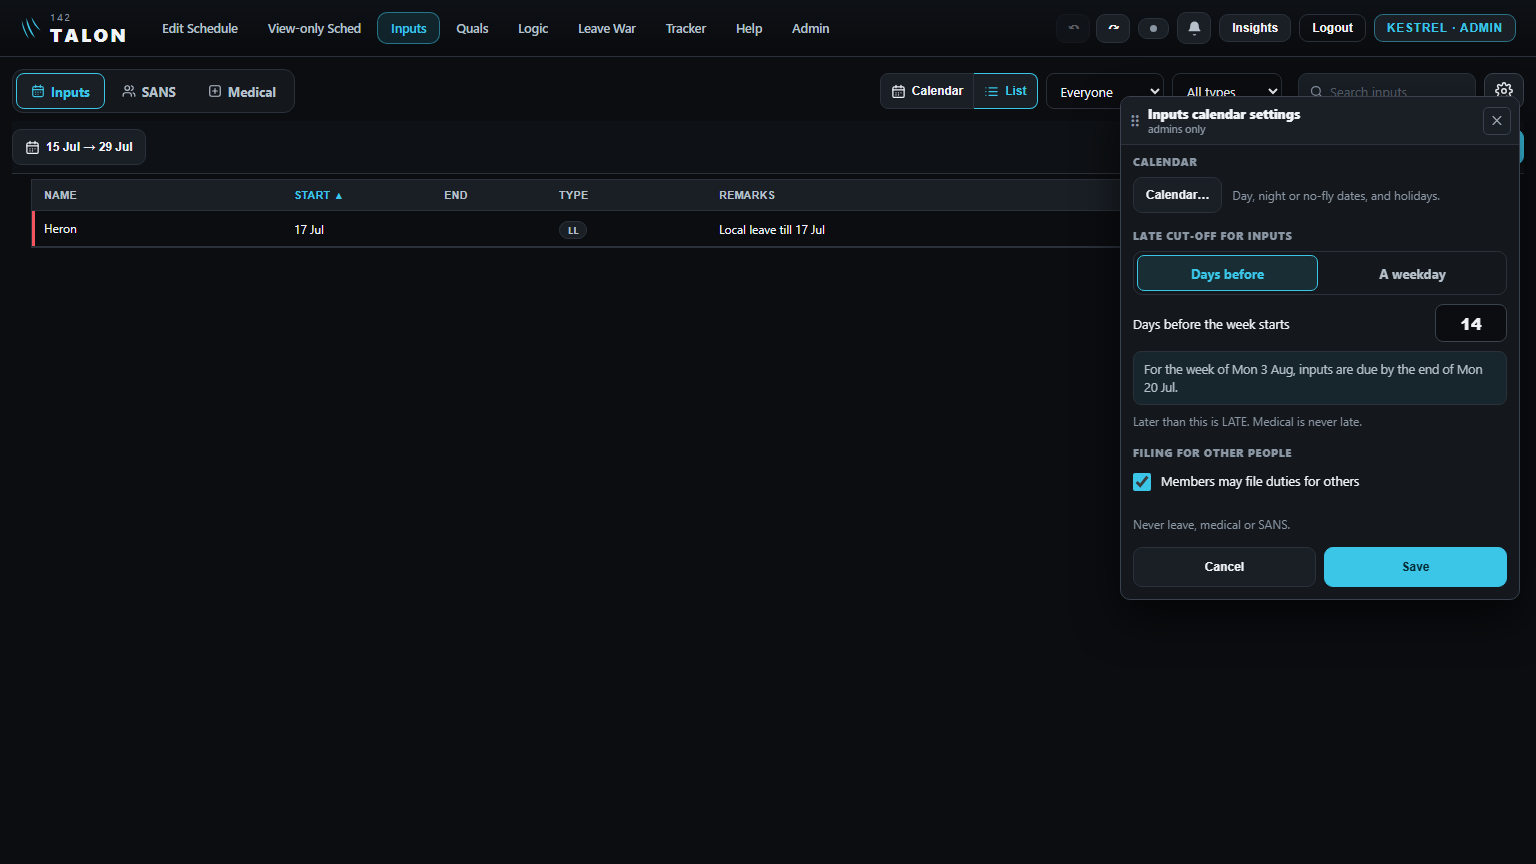 142
TALON
Edit Schedule
View-only Sched
Inputs
Quals
Logic
Leave War
Tracker
Help
Admin
Insights
Logout
KESTREL · ADMIN
Inputs
SANS
Medical
Calendar
List
Everyone
All types
Search inputs
15 Jul → 29 Jul
NAME
START ▲
END
TYPE
REMARKS
Heron
17 Jul
LL
Local leave till 17 Jul
Inputs calendar settings
admins only
CALENDAR
Calendar...
Day, night or no-fly dates, and holidays.
LATE CUT-OFF FOR INPUTS
Days before
A weekday
Days before the week starts
14
For the week of Mon 3 Aug, inputs are due by the end of Mon
20 Jul.
Later than this is LATE. Medical is never late.
FILING FOR OTHER PEOPLE
Members may file duties for others
Never leave, medical or SANS.
Cancel
Save